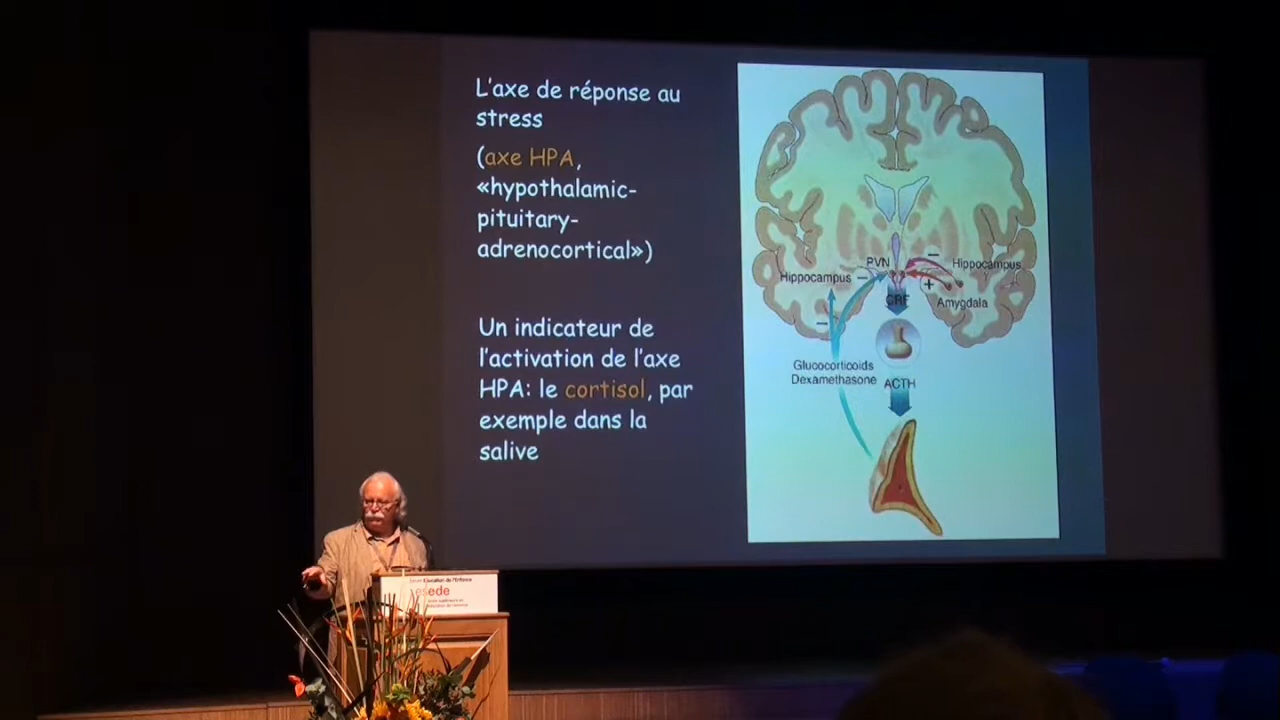 L'axe de réponse au
stress
(axe HPA,
«hypothalamic-
pituitary-
adrenocortical»)
Un indicateur de
l'activation de l'axe
HPA: le cortisol, par
exemple dans la
salive
PVN
Hippocampus
Hippocampus
CRF
Amygdala
Glucocorticoids
Dexamethasone
ACTH
− + − −
esede